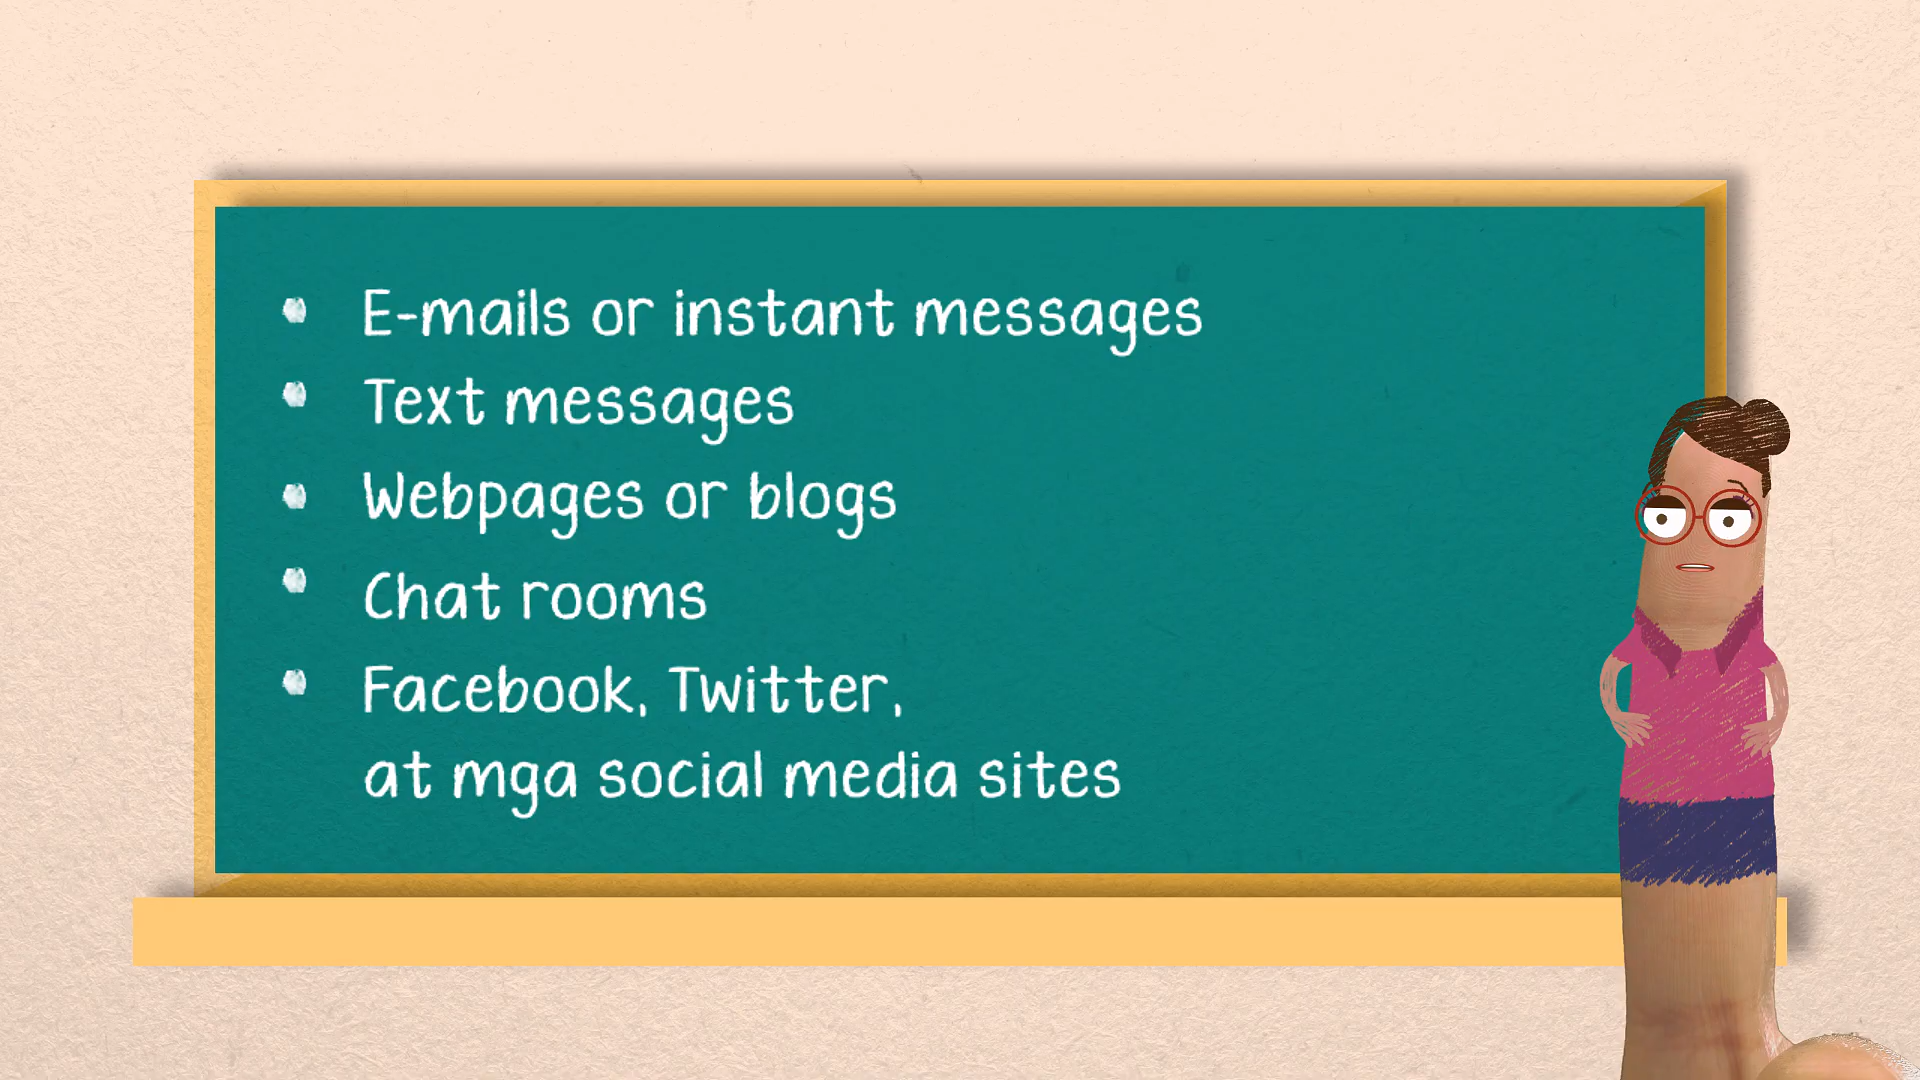 E-mails or instant messages
Text messages
Webpages or blogs
Chat rooms
Facebook, Twitter,
at mga social media sites